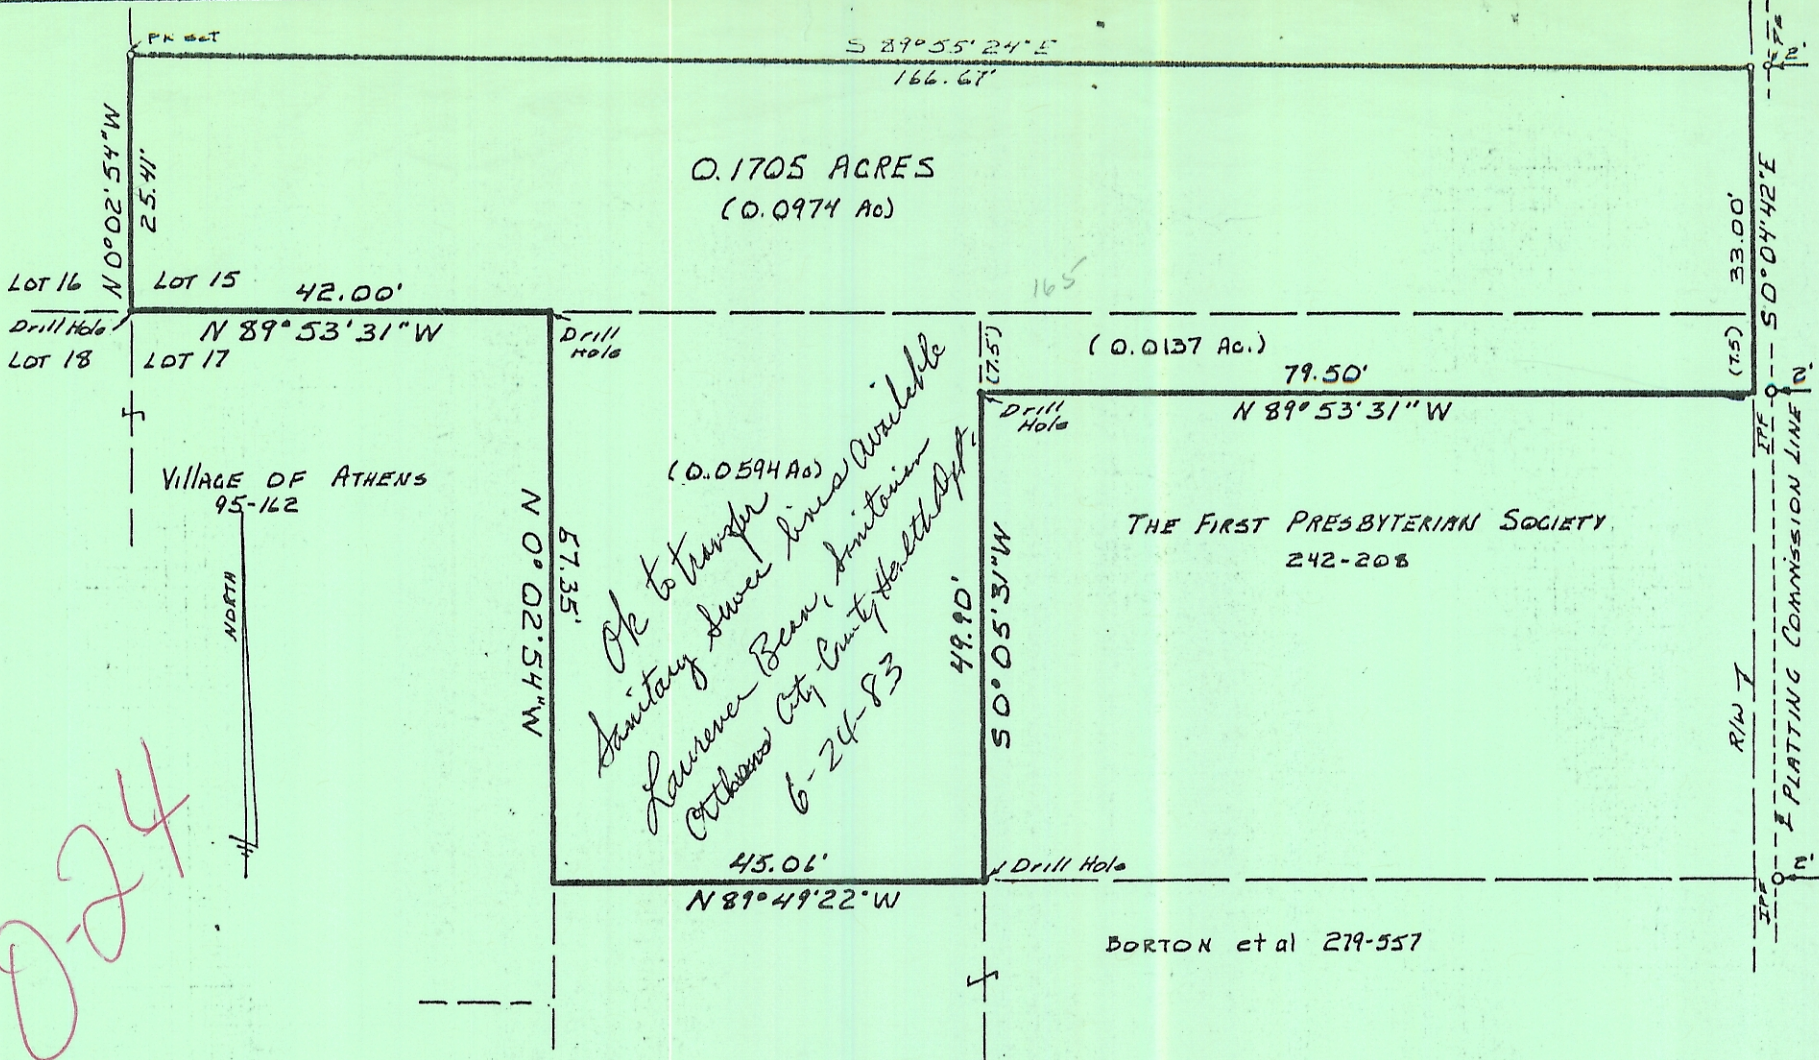 PK SET
S 89°55'24"E
166.67'
2'
N 0°02'54"W
25.41'
0.1705 ACRES
(0.0974 Ac)
33.00'
S 0°04'42"E
LOT 16
LOT 15
42.00'
165
Drill Hole
N 89°53'31"W
Drill
Hole
LOT 18
LOT 17
(7.5')
(0.0137 Ac.)
(7.5)
79.50'
2'
Drill
Hole
N 89°53'31"W
IPF
Village OF ATHENS
95-162
(0.0594 Ac)
THE FIRST PRESBYTERIAN SOCIETY
242-208
NORTH
N 0°02'54"W
57.35'
Ok to transfer
Sanitary Sewer lines available
Laurence Bean, Sanitarian
Athens City-County Health Dept.
6-24-83
49.90'
S 0°05'31"W
R/W
PLATTING COMMISSION LINE
0-24
45.06'
N 89°49'22"W
Drill Hole
2'
IPF
BORTON et al 279-557